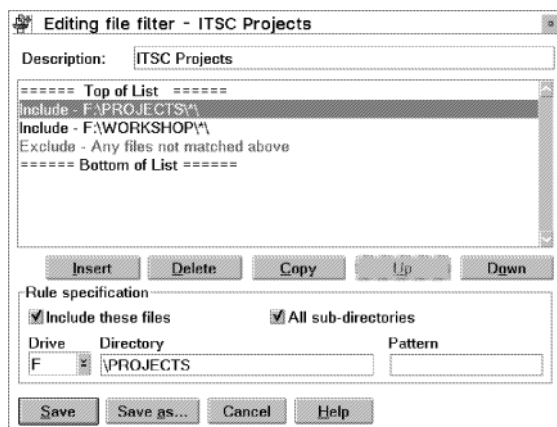 Editing file filter - ITSC Projects
Description: ITSC Projects
====== Top of List ======
Include - F:\PROJECTS\*\
Include - F:\WORKSHOP\*\
Exclude - Any files not matched above
====== Bottom of List ======
Insert Delete Copy Up Down
Rule specification
Include these files All sub-directories
Drive Directory Pattern
F \PROJECTS
Save Save as... Cancel Help